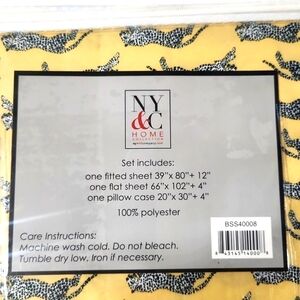 NY
&C
HOME
COLLECTION
Set includes:
one fitted sheet 39"x 80"+ 12"
one flat sheet 66"x 102"+ 4"
one pillow case 20"x 30"+ 4"
100% polyester
BSS40008
Care Instructions:
Machine wash cold. Do not bleach.
Tumble dry low. Iron if necessary.